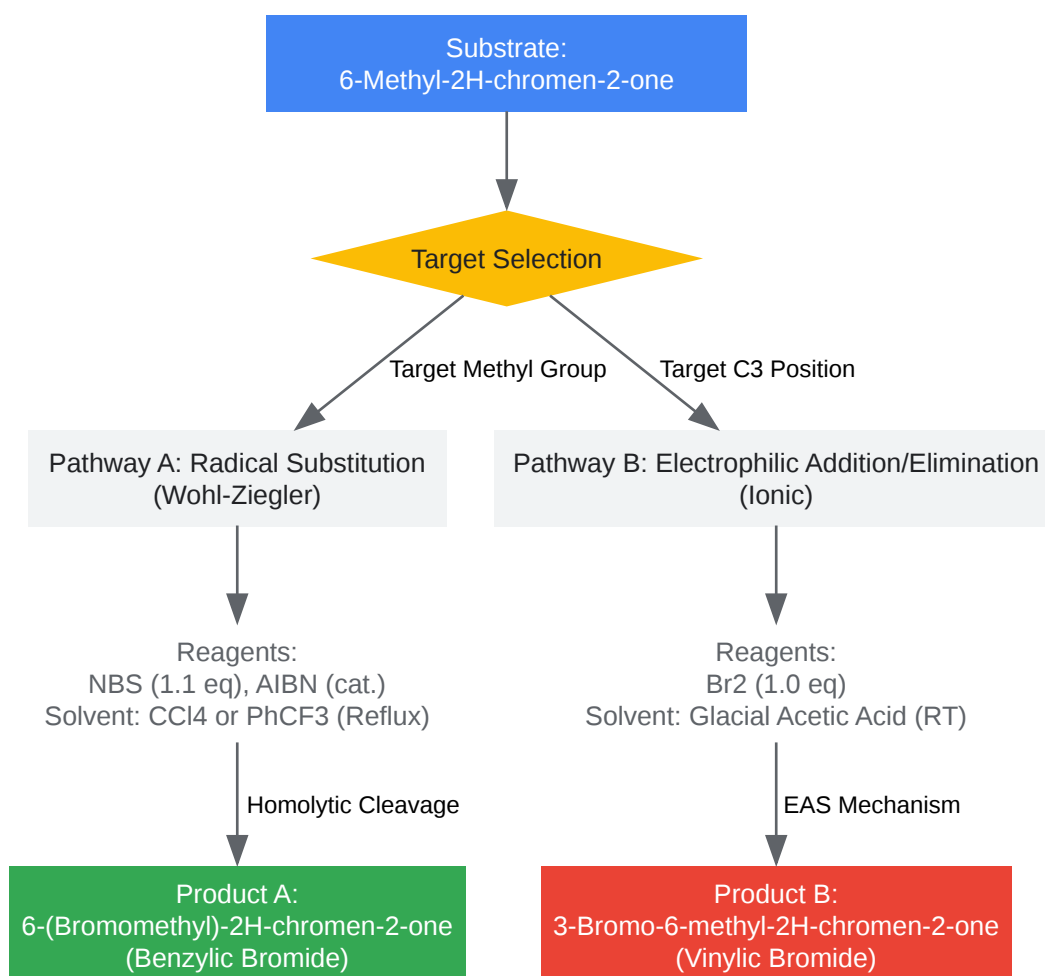 Substrate:
6-Methyl-2H-chromen-2-one
Target Selection
Target Methyl Group
Target C3 Position
Pathway A: Radical Substitution
(Wohl-Ziegler)
Pathway B: Electrophilic Addition/Elimination
(Ionic)
Reagents:
NBS (1.1 eq), AIBN (cat.)
Solvent: CCl4 or PhCF3 (Reflux)
Reagents:
Br2 (1.0 eq)
Solvent: Glacial Acetic Acid (RT)
Homolytic Cleavage
EAS Mechanism
Product A:
6-(Bromomethyl)-2H-chromen-2-one
(Benzylic Bromide)
Product B:
3-Bromo-6-methyl-2H-chromen-2-one
(Vinylic Bromide)